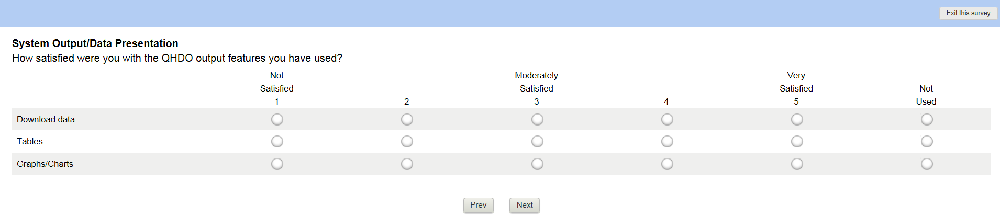 Exit this survey
System Output/Data Presentation
How satisfied were you with the QHDO output features you have used?
Not Moderately Very
Satisfied Satisfied Satisfied Not
1 2 3 4 5 Used
Download data
Tables
Graphs/Charts
Prev Next